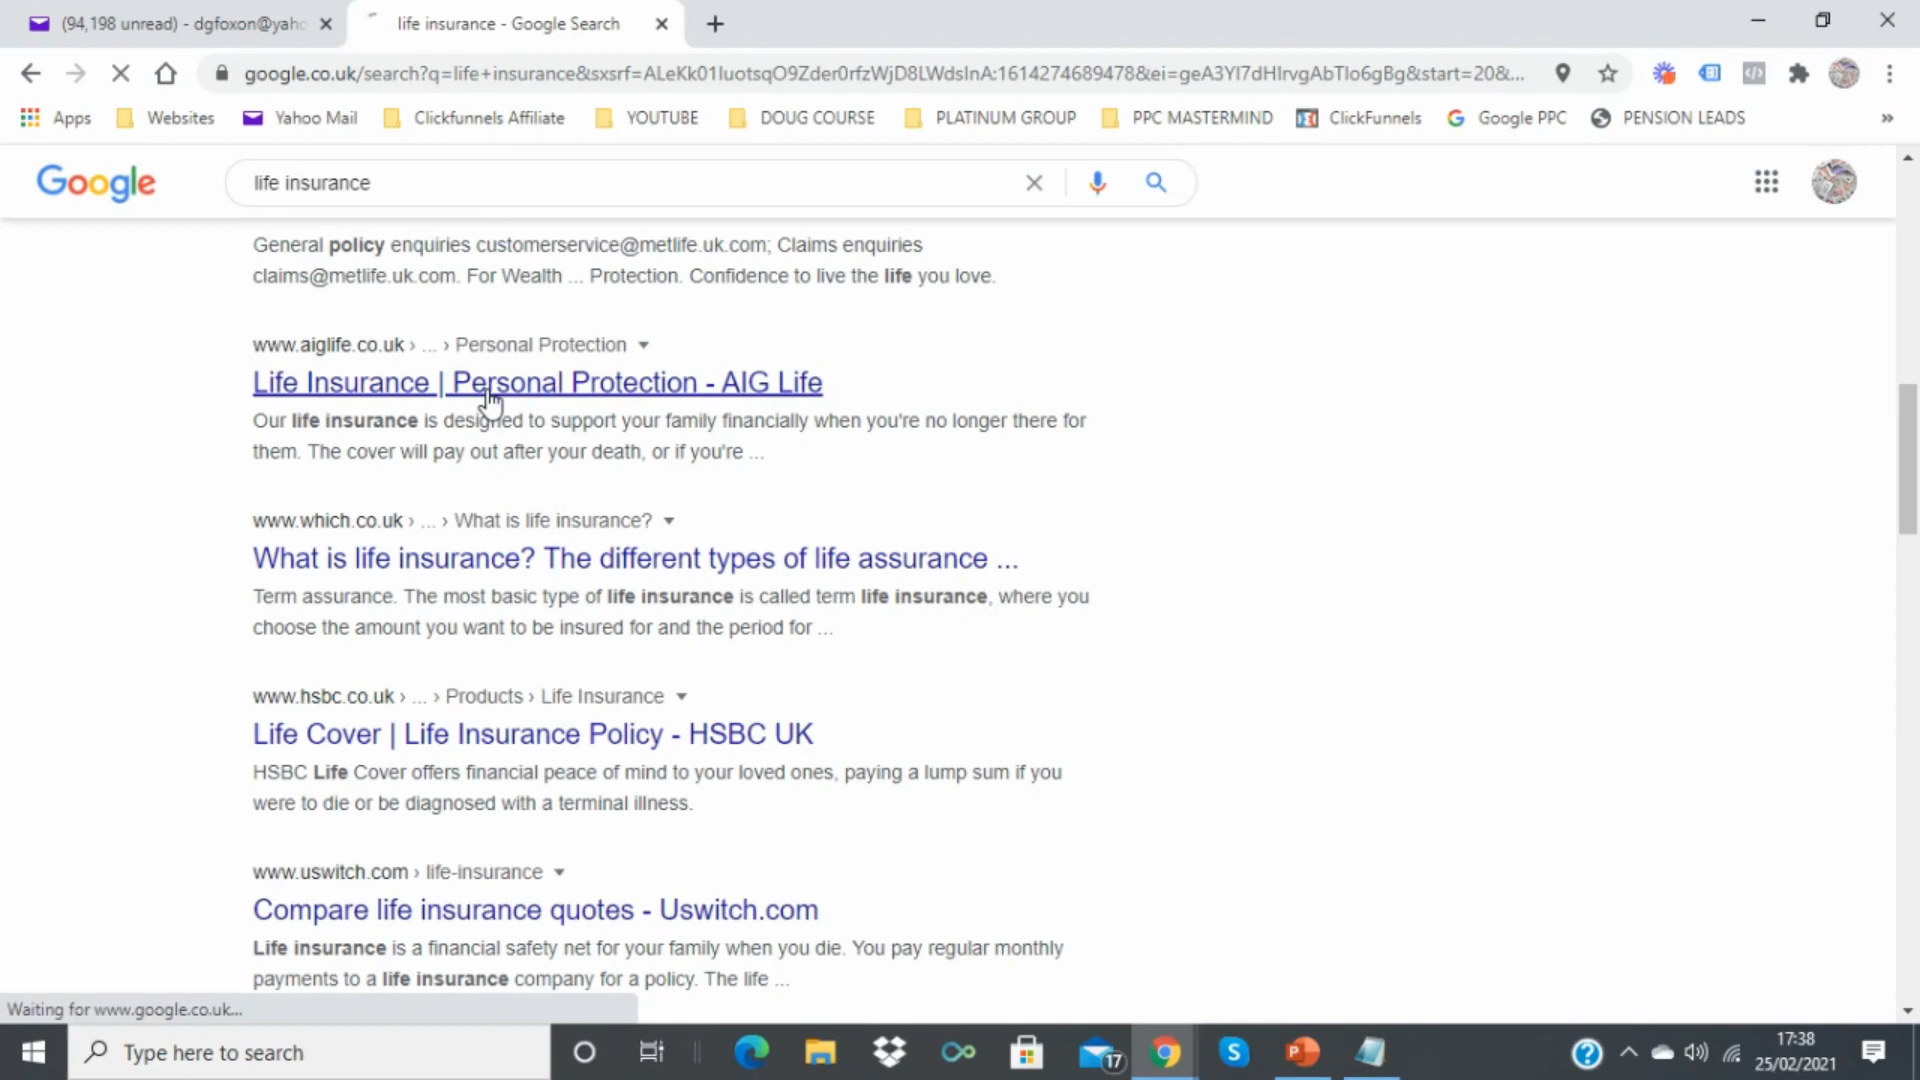 (94,198 unread) - dgfoxon@yaho
life insurance - Google Search
google.co.uk/search?q=life+insurance&sxsrf=ALeKk01IuotsqO9Zder0rfzWjD8LWdsInA:1614274689478&ei=geA3YI7dHIrvgAbTlo6gBg&start=20&...
Apps
Websites
Yahoo Mail
Clickfunnels Affiliate
YOUTUBE
DOUG COURSE
PLATINUM GROUP
PPC MASTERMIND
ClickFunnels
Google PPC
PENSION LEADS
Google
life insurance
General policy enquiries customerservice@metlife.uk.com; Claims enquiries
claims@metlife.uk.com. For Wealth ... Protection. Confidence to live the life you love.
www.aiglife.co.uk › ... › Personal Protection
Life Insurance | Personal Protection - AIG Life
Our life insurance is designed to support your family financially when you're no longer there for
them. The cover will pay out after your death, or if you're ...
www.which.co.uk › ... › What is life insurance?
What is life insurance? The different types of life assurance ...
Term assurance. The most basic type of life insurance is called term life insurance, where you
choose the amount you want to be insured for and the period for ...
www.hsbc.co.uk › ... › Products › Life Insurance
Life Cover | Life Insurance Policy - HSBC UK
HSBC Life Cover offers financial peace of mind to your loved ones, paying a lump sum if you
were to die or be diagnosed with a terminal illness.
www.uswitch.com › life-insurance
Compare life insurance quotes - Uswitch.com
Life insurance is a financial safety net for your family when you die. You pay regular monthly
payments to a life insurance company for a policy. The life ...
Waiting for www.google.co.uk...
Type here to search
17
17:38
25/02/2021